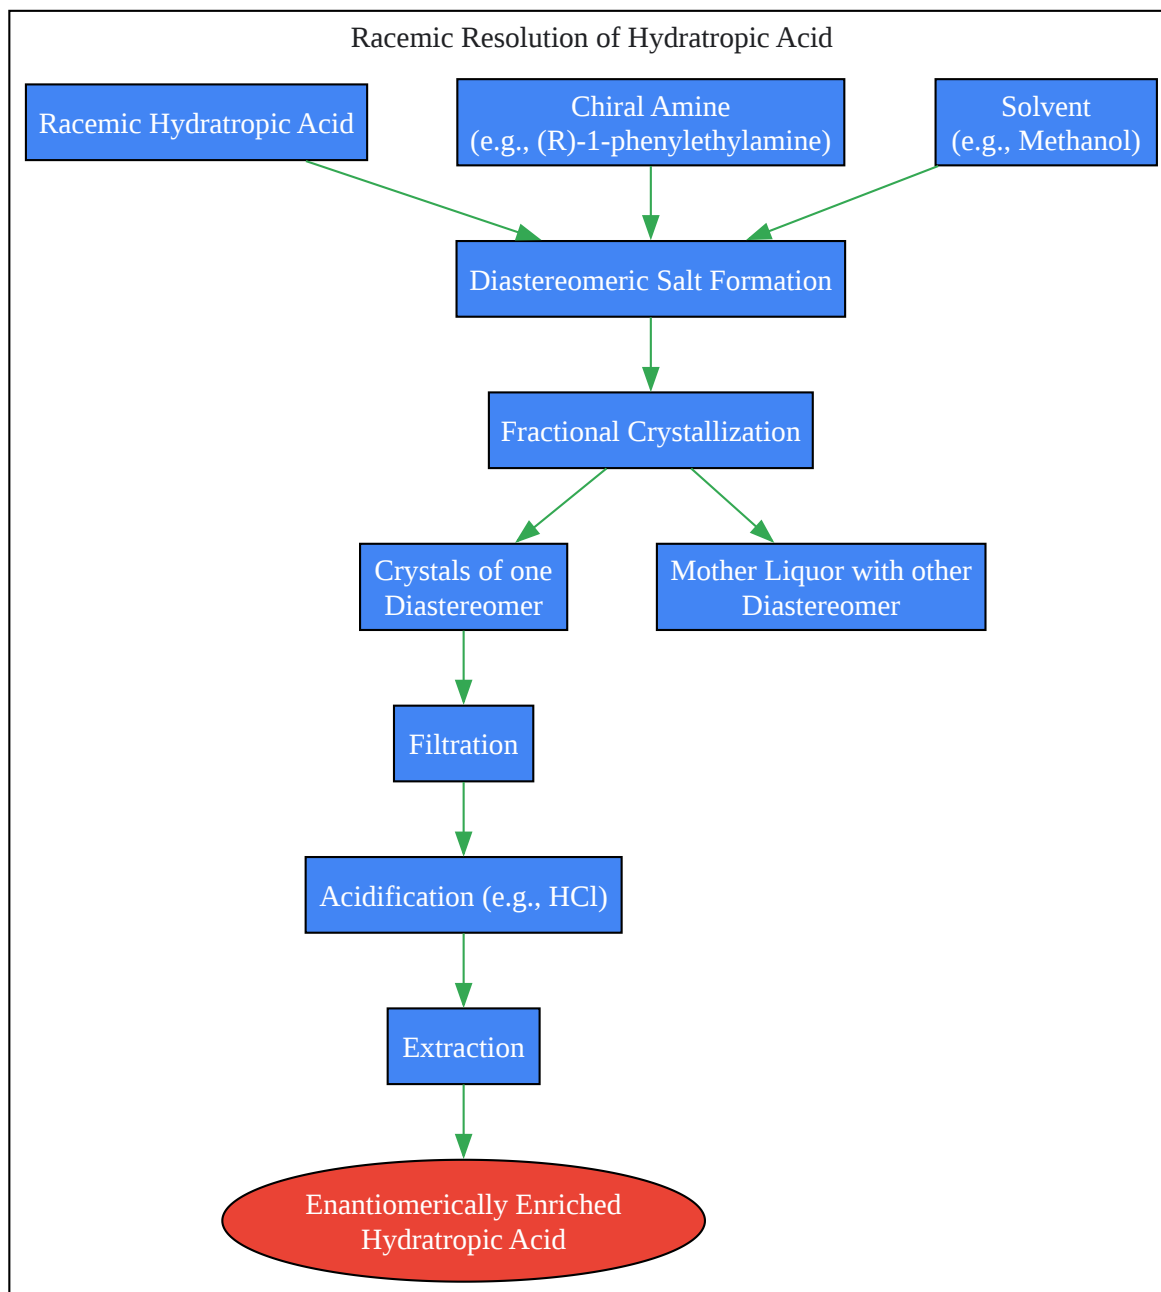 Racemic Resolution of Hydratropic Acid
Racemic Hydratropic Acid
Chiral Amine
(e.g., (R)-1-phenylethylamine)
Solvent
(e.g., Methanol)
Diastereomeric Salt Formation
Fractional Crystallization
Crystals of one
Diastereomer
Mother Liquor with other
Diastereomer
Filtration
Acidification (e.g., HCl)
Extraction
Enantiomerically Enriched
Hydratropic Acid